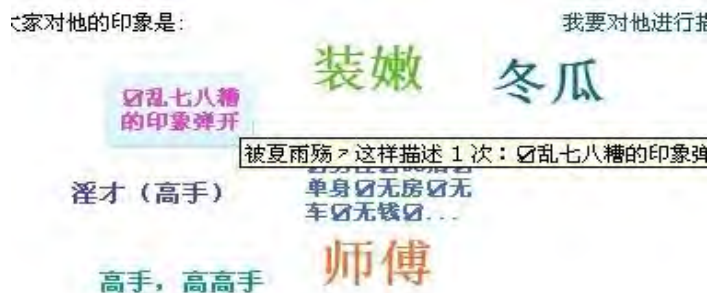 大家对他的印象是：
我要对他进行描
装嫩
冬瓜
☑乱七八糟
的印象弹开
被夏雨殇〃这样描述 1 次：☑乱七八糟的印象弹
淫才（高手）
单身☑无房☑无
车☑无钱☑...
师傅
高手，高高手